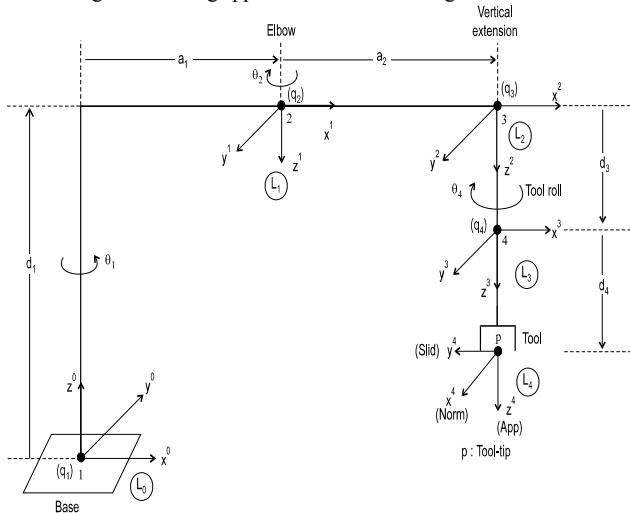 Vertical
extension
Elbow
a1
a2
θ2
(q2)
(q3)
x2
2
x1
3
y1
z1
L1
y2
L2
z2
d3
θ4
Tool roll
(q4)
x3
4
d1
θ1
y3
z3
L3
d4
p
Tool
(Slid) y4
z0
y0
x4
(Norm)
z4
(App)
L4
p : Tool-tip
(q1)
1
x0
L0
Base